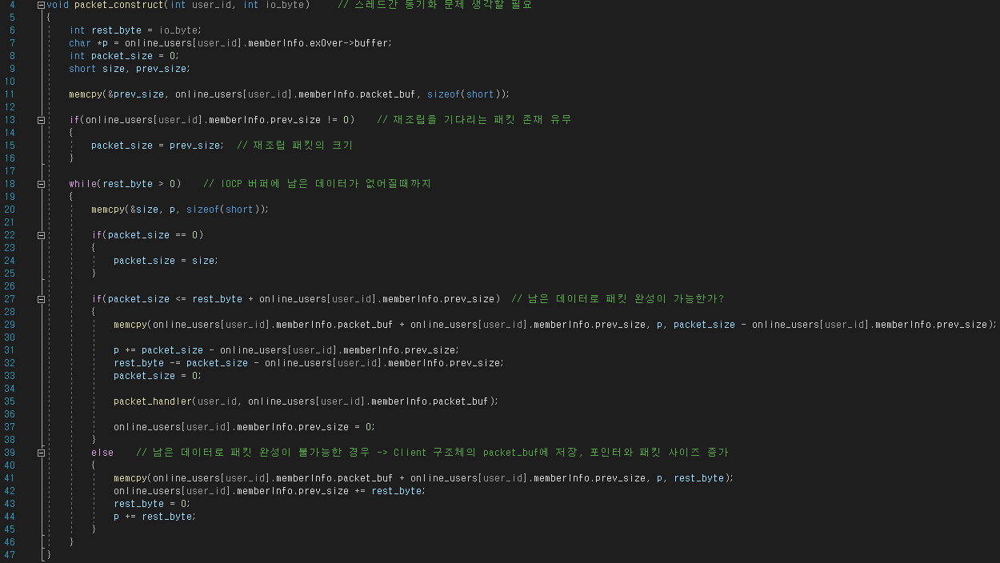 4 void packet_construct(int user_id, int io_byte)    // 스레드간 동기화 문제 생각할 필요
5 {
6     int rest_byte = io_byte;
7     char *p = online_users[user_id].memberInfo.exOver->buffer;
8     int packet_size = 0;
9     short size, prev_size;
10
11     memcpy(&prev_size, online_users[user_id].memberInfo.packet_buf, sizeof(short));
12
13     if(online_users[user_id].memberInfo.prev_size != 0)    // 재조립을 기다리는 패킷 존재 유무
14     {
15         packet_size = prev_size;  // 재조립 패킷의 크기
16     }
17
18     while(rest_byte > 0)    // IOCP 버퍼에 남은 데이터가 없어질때까지
19     {
20         memcpy(&size, p, sizeof(short));
21
22         if(packet_size == 0)
23         {
24             packet_size = size;
25         }
26
27         if(packet_size <= rest_byte + online_users[user_id].memberInfo.prev_size)  // 남은 데이터로 패킷 완성이 가능한가?
28         {
29             memcpy(online_users[user_id].memberInfo.packet_buf + online_users[user_id].memberInfo.prev_size, p, packet_size - online_users[user_id].memberInfo.prev_size);
30
31             p += packet_size - online_users[user_id].memberInfo.prev_size;
32             rest_byte -= packet_size - online_users[user_id].memberInfo.prev_size;
33             packet_size = 0;
34
35             packet_handler(user_id, online_users[user_id].memberInfo.packet_buf);
36
37             online_users[user_id].memberInfo.prev_size = 0;
38         }
39         else    // 남은 데이터로 패킷 완성이 불가능한 경우 -> Client 구조체의 packet_buf에 저장, 포인터와 패킷 사이즈 증가
40         {
41             memcpy(online_users[user_id].memberInfo.packet_buf + online_users[user_id].memberInfo.prev_size, p, rest_byte);
42             online_users[user_id].memberInfo.prev_size += rest_byte;
43             rest_byte = 0;
44             p += rest_byte;
45         }
46     }
47 }